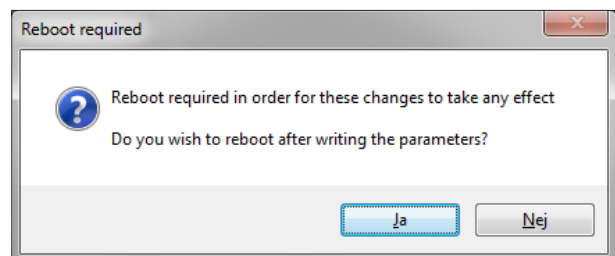 Reboot required
Reboot required in order for these changes to take any effect
Do you wish to reboot after writing the parameters?
Ja
Nej